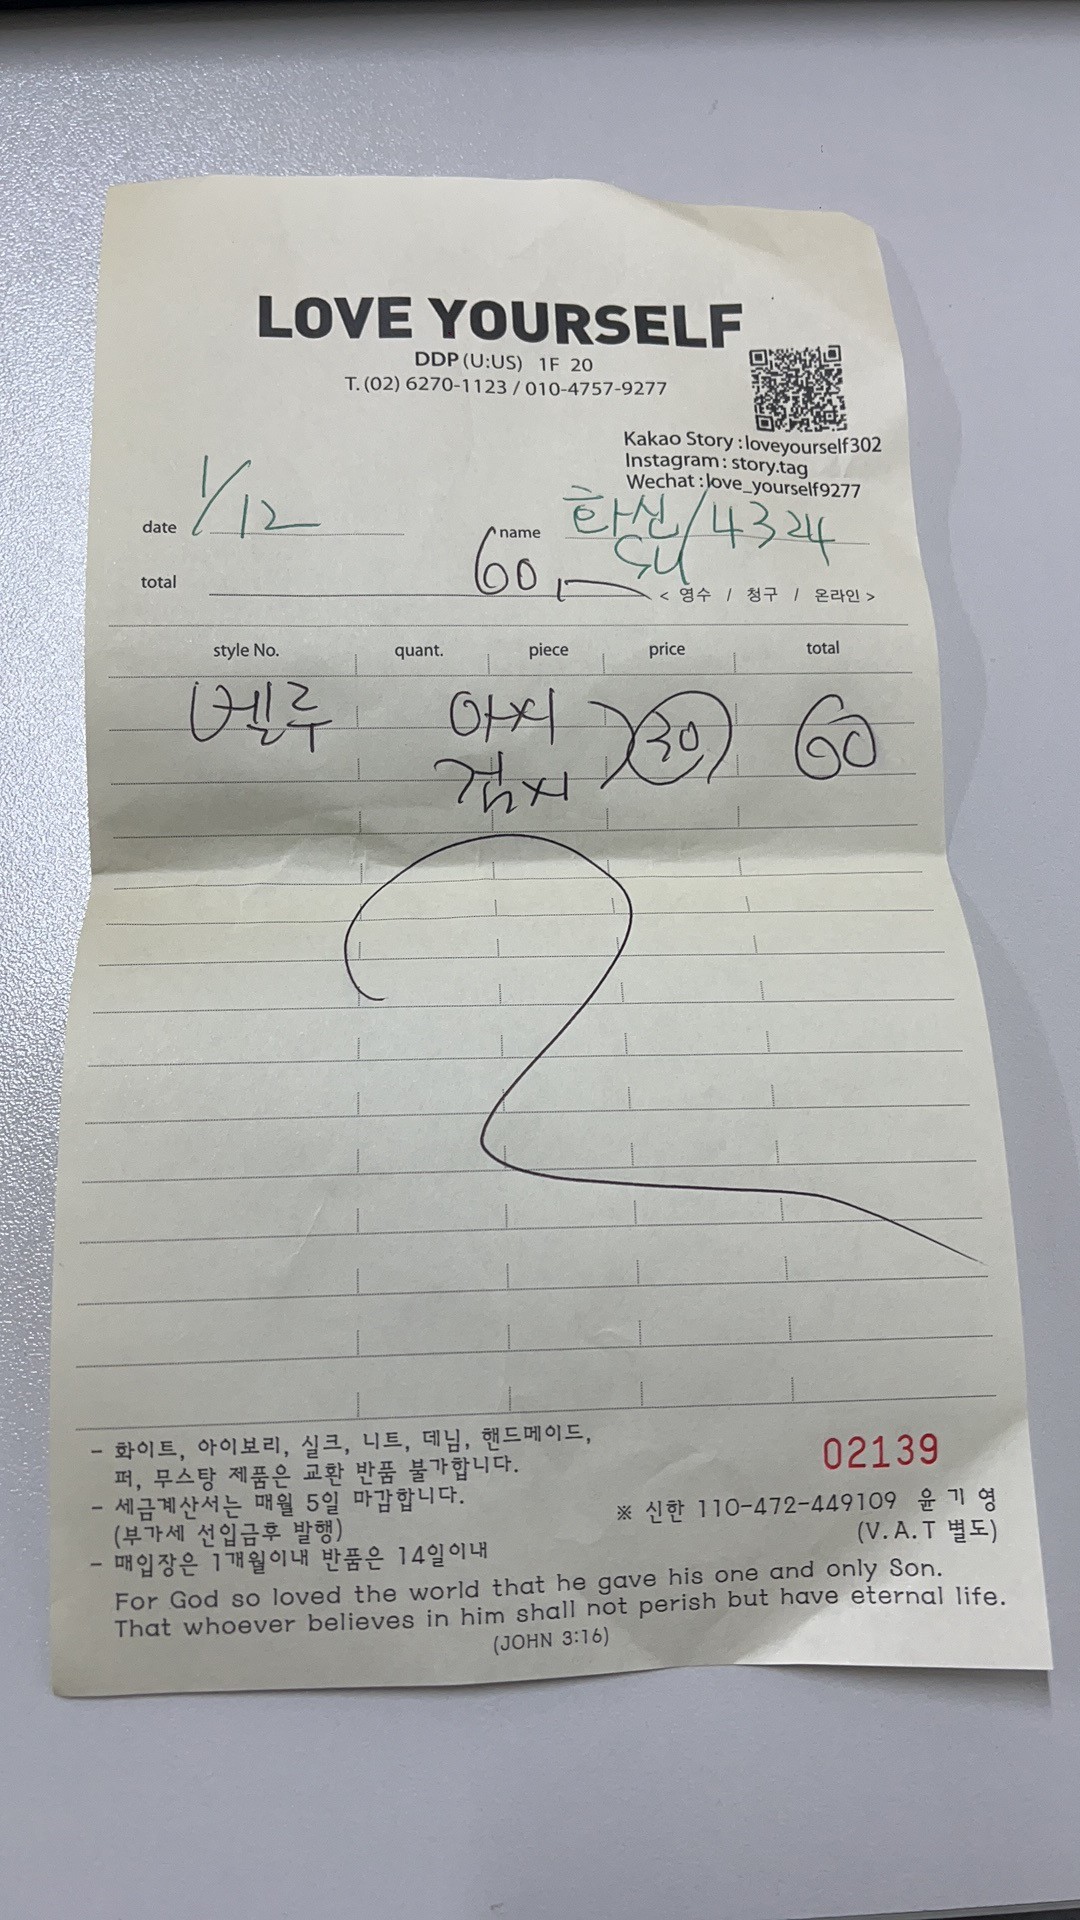 LOVE YOURSELF
DDP (U:US) 1F 20
T. (02) 6270-1123 / 010-4757-9277
Kakao Story : loveyourself302
Instagram : story.tag
Wechat : love_yourself9277
date 1/12 name 화신/4324
SU
total 60,
< 영수 / 청구 / 온라인 >
style No. quant. piece price total
벨루 아x1 30 60
검x1
- 화이트, 아이보리, 실크, 니트, 데님, 핸드메이드,
퍼, 무스탕 제품은 교환 반품 불가합니다.
- 세금계산서는 매월 5일 마감합니다.
(부가세 선입금후 발행)
- 매입장은 1개월이내 반품은 14일이내
02139
※ 신한 110-472-449109 윤기영
(V.A.T 별도)
For God so loved the world that he gave his one and only Son.
That whoever believes in him shall not perish but have eternal life.
(JOHN 3:16)